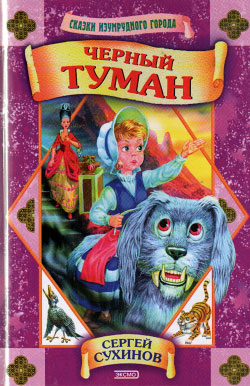 СКАЗКИ ИЗУМРУДНОГО ГОРОДА
ЧЕРНЫЙ
ТУМАН
СЕРГЕЙ
СУХИНОВ
ЭКСМО